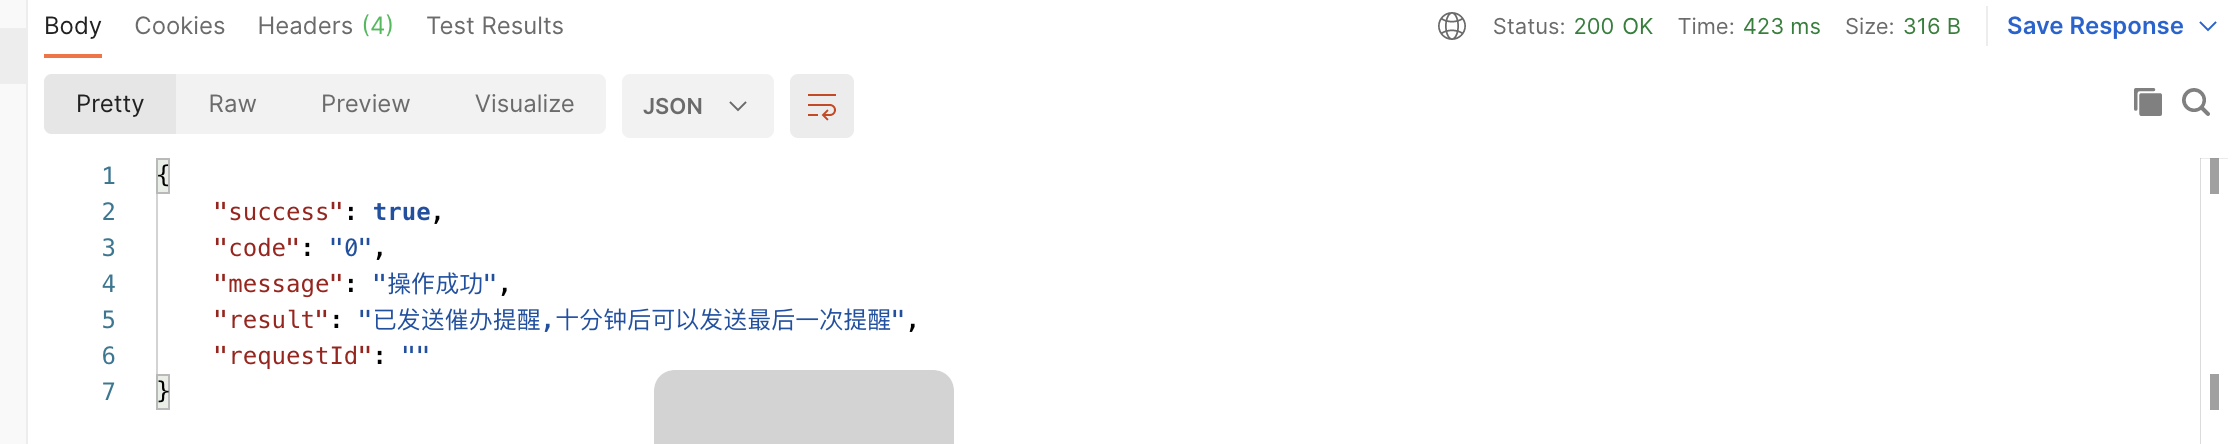 Body Cookies Headers (4) Test Results Status: 200 OK Time: 423 ms Size: 316 B Save Response
Pretty Raw Preview Visualize JSON
1 {
2 "success": true,
3 "code": "0",
4 "message": "操作成功",
5 "result": "已发送催办提醒,十分钟后可以发送最后一次提醒",
6 "requestId": ""
7 }